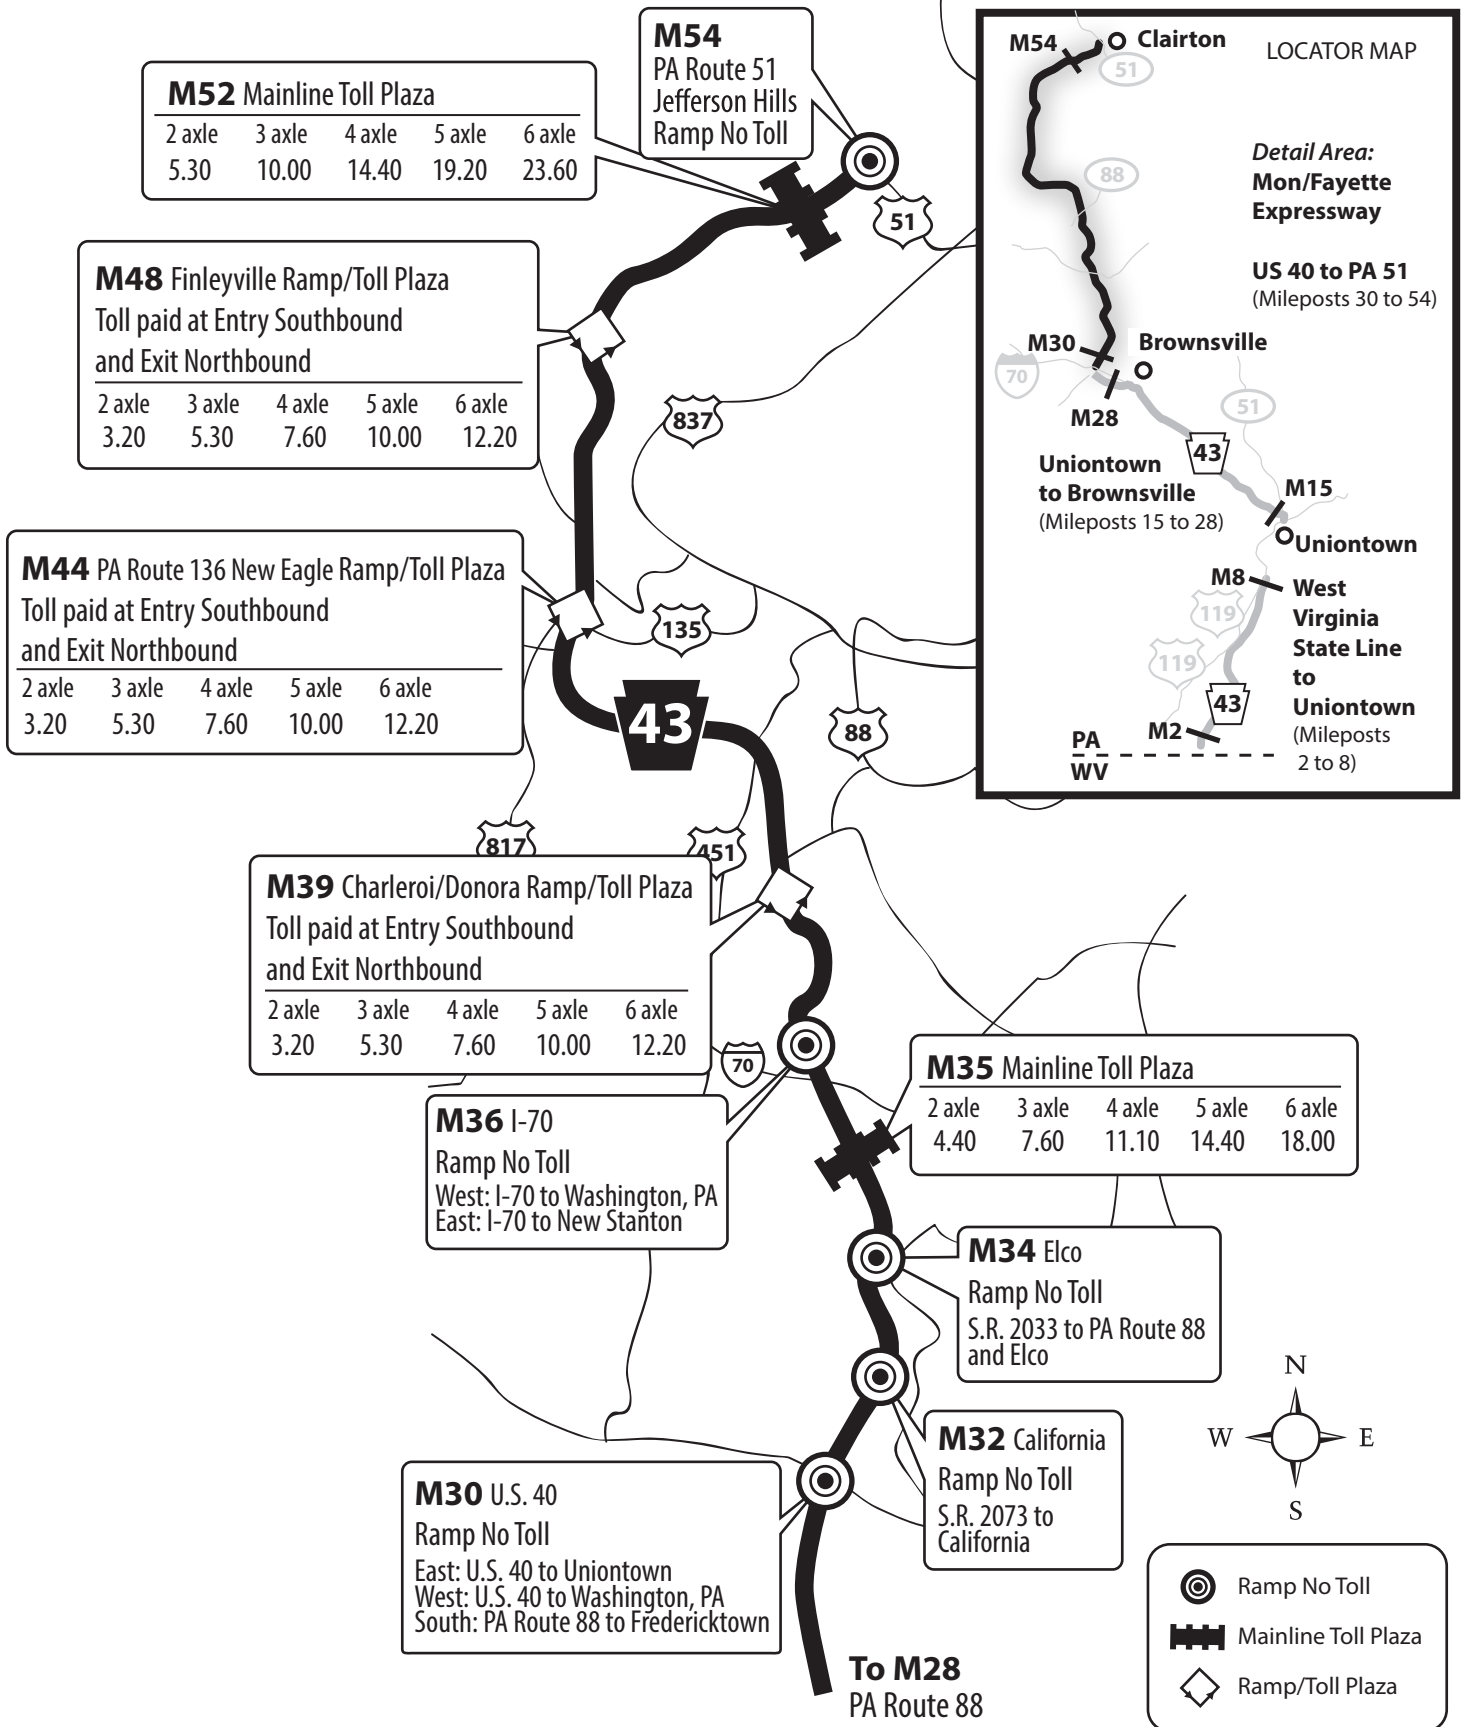 M54
PA Route 51
Jefferson Hills
Ramp No Toll
M52 Mainline Toll Plaza
2 axle 3 axle 4 axle 5 axle 6 axle
5.30 10.00 14.40 19.20 23.60
51
M48 Finleyville Ramp/Toll Plaza
Toll paid at Entry Southbound
and Exit Northbound
2 axle 3 axle 4 axle 5 axle 6 axle
3.20 5.30 7.60 10.00 12.20
837
M44 PA Route 136 New Eagle Ramp/Toll Plaza
Toll paid at Entry Southbound
and Exit Northbound
2 axle 3 axle 4 axle 5 axle 6 axle
3.20 5.30 7.60 10.00 12.20
135
43
88
817
451
M39 Charleroi/Donora Ramp/Toll Plaza
Toll paid at Entry Southbound
and Exit Northbound
2 axle 3 axle 4 axle 5 axle 6 axle
3.20 5.30 7.60 10.00 12.20
70
M36 I-70
Ramp No Toll
West: I-70 to Washington, PA
East: I-70 to New Stanton
M35 Mainline Toll Plaza
2 axle 3 axle 4 axle 5 axle 6 axle
4.40 7.60 11.10 14.40 18.00
M34 Elco
Ramp No Toll
S.R. 2033 to PA Route 88
and Elco
M32 California
Ramp No Toll
S.R. 2073 to
California
M30 U.S. 40
Ramp No Toll
East: U.S. 40 to Uniontown
West: U.S. 40 to Washington, PA
South: PA Route 88 to Fredericktown
To M28
PA Route 88
LOCATOR MAP
M54
Clairton
51
88
Detail Area:
Mon/Fayette
Expressway
US 40 to PA 51
(Mileposts 30 to 54)
M30
Brownsville
70
M28
51
43
Uniontown
to Brownsville
(Mileposts 15 to 28)
M15
Uniontown
M8
119
119
West
Virginia
State Line
to
Uniontown
(Mileposts
2 to 8)
43
M2
PA
WV
N
W E
S
Ramp No Toll
Mainline Toll Plaza
Ramp/Toll Plaza